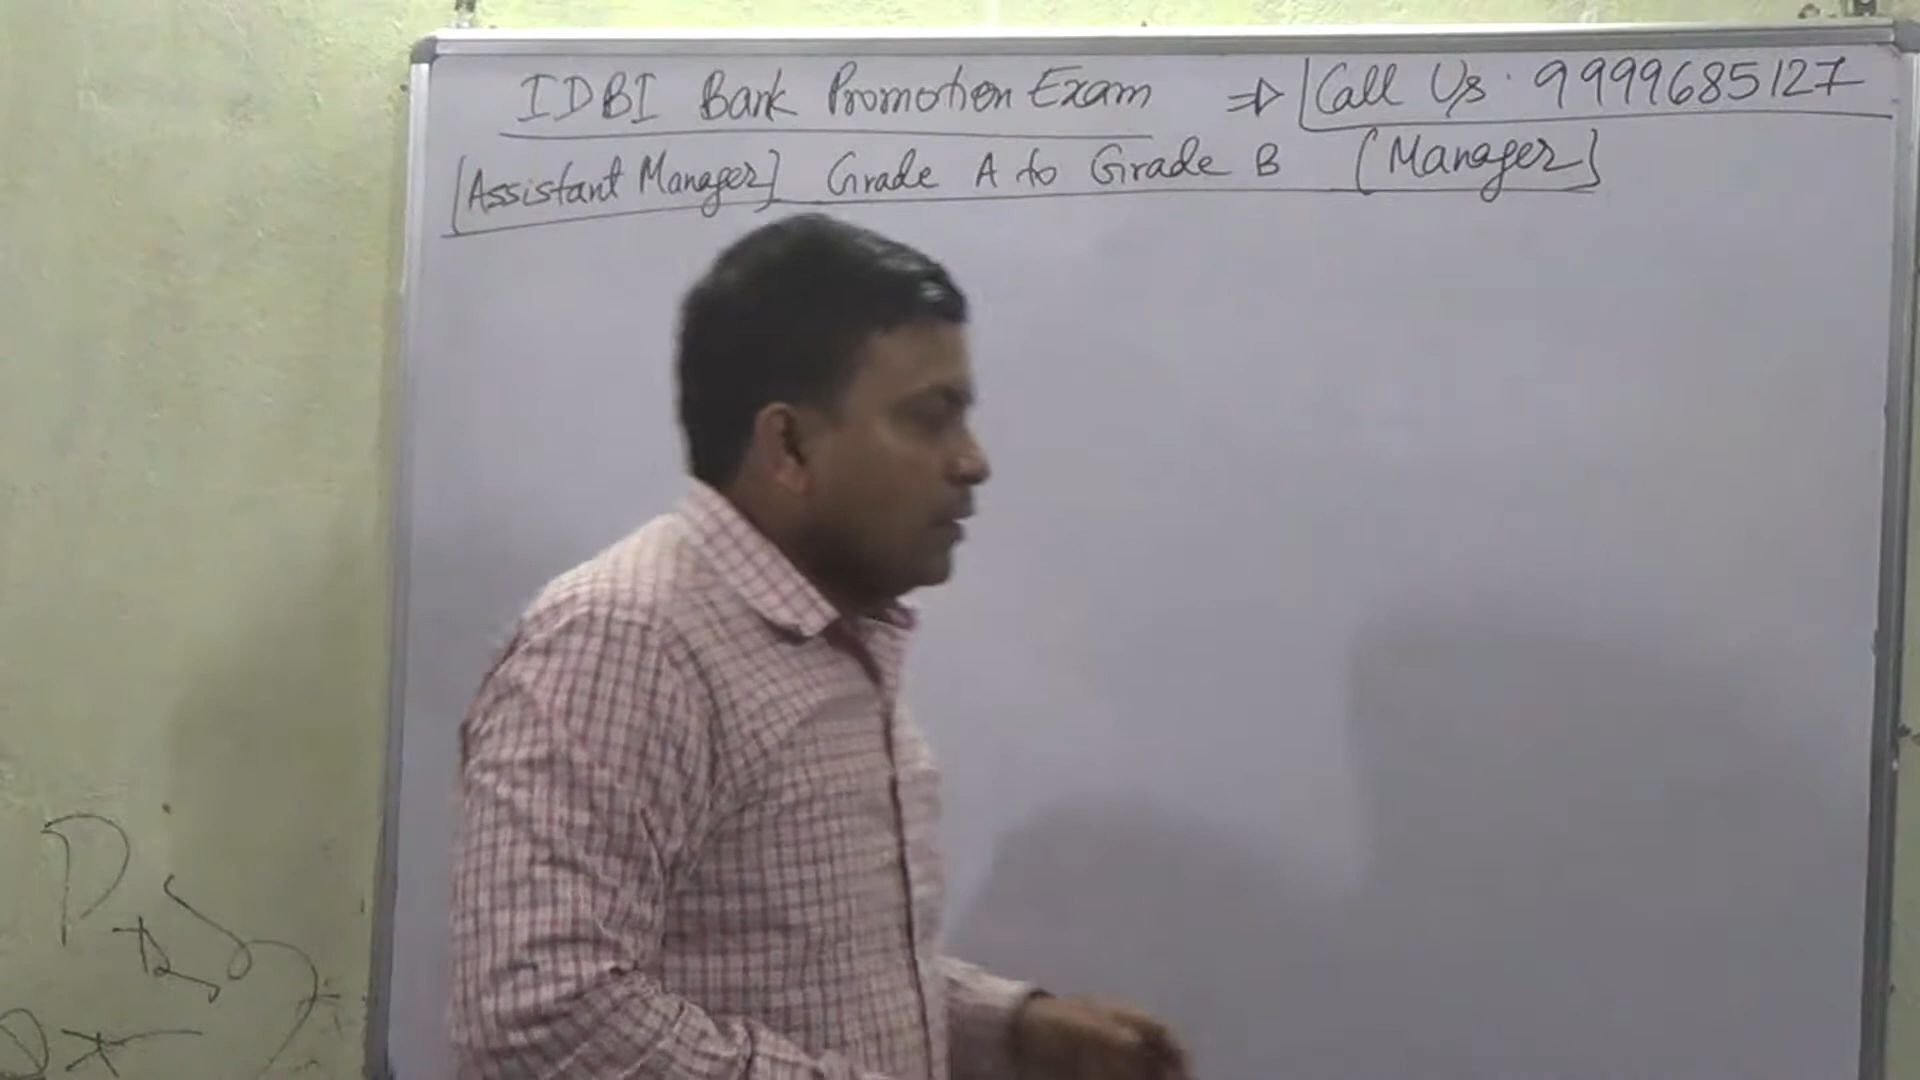 IDBI Bank Promotion Exam ⇒ Call Us. 9999685127
[Assistant Manager] Grade A to Grade B [Manager]